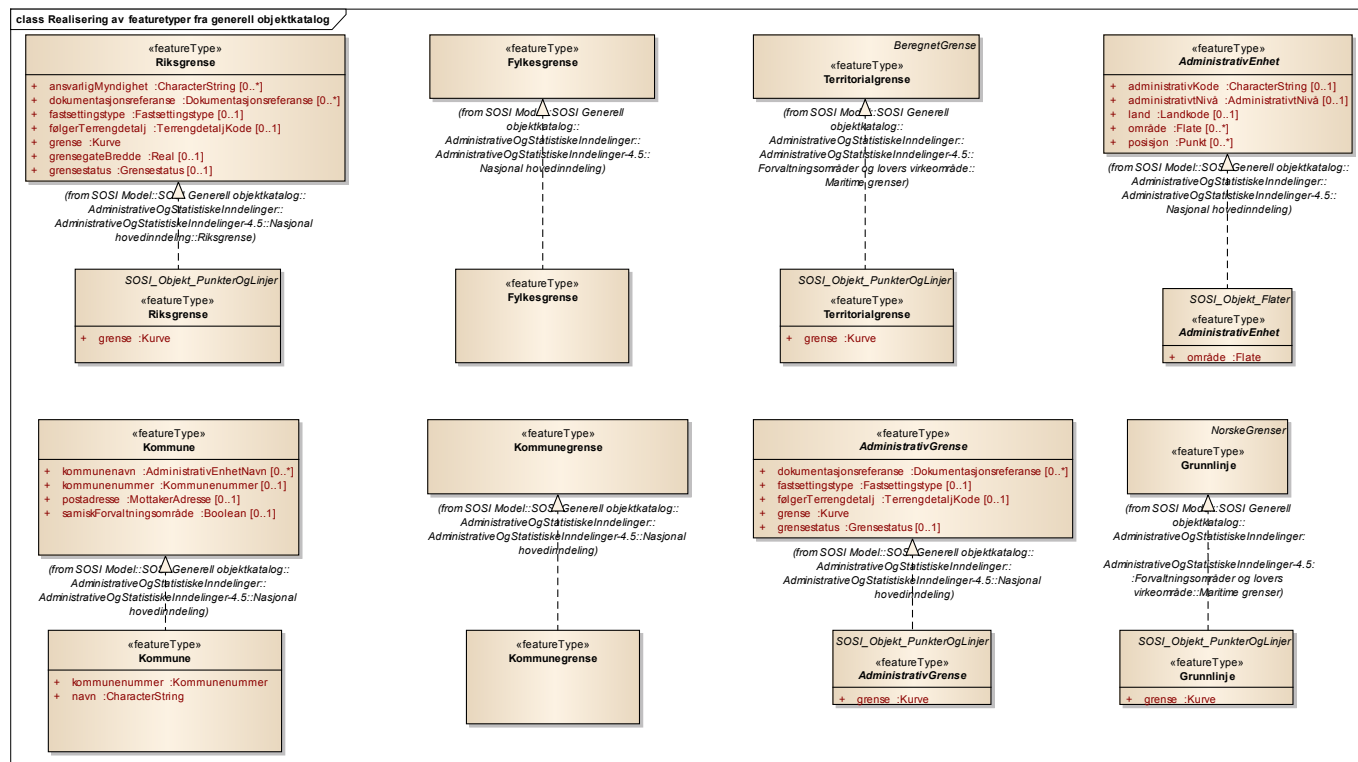 class Realisering av featuretyper fra generell objektkatalog
«featureType»
Riksgrense
+ ansvarligMyndighet :CharacterString [0..*]
+ dokumentasjonsreferanse :Dokumentasjonsreferanse [0..*]
+ fastsettingstype :Fastsettingstype [0..1]
+ følgerTerrengdetalj :TerrengdetaljKode [0..1]
+ grense :Kurve
+ grensegateBredde :Real [0..1]
+ grensestatus :Grensestatus [0..1]
(from SOSI Model::SOSI Generell objektkatalog::
AdministrativeOgStatistiskeInndelinger::
AdministrativeOgStatistiskeInndelinger-4.5::Nasjonal
hovedinndeling::Riksgrense)
SOSI_Objekt_PunkterOgLinjer
«featureType»
Riksgrense
+ grense :Kurve
«featureType»
Fylkesgrense
(from SOSI Model::SOSI Generell
objektkatalog::
AdministrativeOgStatistiskeInndelinger::
AdministrativeOgStatistiskeInndelinger-4.5::
Nasjonal hovedinndeling)
«featureType»
Fylkesgrense
BeregnetGrense
«featureType»
Territorialgrense
(from SOSI Model::SOSI Generell
objektkatalog::
AdministrativeOgStatistiskeInndelinger::
AdministrativeOgStatistiskeInndelinger-4.5::
Forvaltningsområder og lovers virkeområde::
Maritime grenser)
SOSI_Objekt_PunkterOgLinjer
«featureType»
Territorialgrense
+ grense :Kurve
«featureType»
AdministrativEnhet
+ administrativKode :CharacterString [0..1]
+ administrativtNivå :AdministrativtNivå [0..1]
+ land :Landkode [0..1]
+ område :Flate [0..*]
+ posisjon :Punkt [0..*]
(from SOSI Model::SOSI Generell
objektkatalog::
AdministrativeOgStatistiskeInndelinger::
AdministrativeOgStatistiskeInndelinger-4.5::
Nasjonal hovedinndeling)
SOSI_Objekt_Flater
«featureType»
AdministrativEnhet
+ område :Flate
«featureType»
Kommune
+ kommunenavn :AdministrativEnhetNavn [0..*]
+ kommunenummer :Kommunenummer [0..1]
+ postadresse :MottakerAdresse [0..1]
+ samiskForvaltningsområde :Boolean [0..1]
(from SOSI Model::SOSI Generell objektkatalog::
AdministrativeOgStatistiskeInndelinger::
AdministrativeOgStatistiskeInndelinger-4.5::Nasjonal
hovedinndeling)
«featureType»
Kommune
+ kommunenummer :Kommunenummer
+ navn :CharacterString
«featureType»
Kommunegrense
(from SOSI Model::SOSI Generell objektkatalog::
AdministrativeOgStatistiskeInndelinger::
AdministrativeOgStatistiskeInndelinger-4.5::Nasjonal
hovedinndeling)
«featureType»
Kommunegrense
«featureType»
AdministrativGrense
+ dokumentasjonsreferanse :Dokumentasjonsreferanse [0..*]
+ fastsettingstype :Fastsettingstype [0..1]
+ følgerTerrengdetalj :TerrengdetaljKode [0..1]
+ grense :Kurve
+ grensestatus :Grensestatus [0..1]
(from SOSI Model::SOSI Generell objektkatalog::
AdministrativeOgStatistiskeInndelinger::
AdministrativeOgStatistiskeInndelinger-4.5::Nasjonal
hovedinndeling)
SOSI_Objekt_PunkterOgLinjer
«featureType»
AdministrativGrense
+ grense :Kurve
NorskeGrenser
«featureType»
Grunnlinje
(from SOSI Model::SOSI Generell
objektkatalog::
AdministrativeOgStatistiskeInndelinger:
AdministrativeOgStatistiskeInndelinger-4.5:
:Forvaltningsområder og lovers
virkeområde::Maritime grenser)
SOSI_Objekt_PunkterOgLinjer
«featureType»
Grunnlinje
+ grense :Kurve